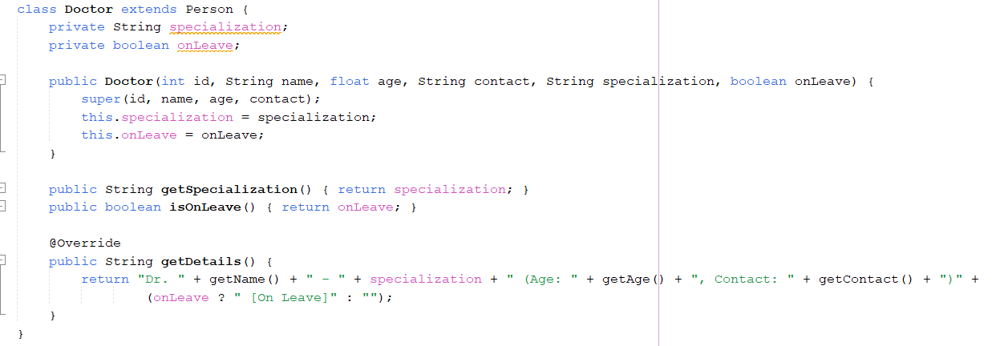 class Doctor extends Person {
    private String specialization;
    private boolean onLeave;

    public Doctor(int id, String name, float age, String contact, String specialization, boolean onLeave) {
        super(id, name, age, contact);
        this.specialization = specialization;
        this.onLeave = onLeave;
    }

    public String getSpecialization() { return specialization; }
    public boolean isOnLeave() { return onLeave; }

    @Override
    public String getDetails() {
        return "Dr. " + getName() + " - " + specialization + " (Age: " + getAge() + ", Contact: " + getContact() + ")" +
                (onLeave ? " [On Leave]" : "");
    }
}